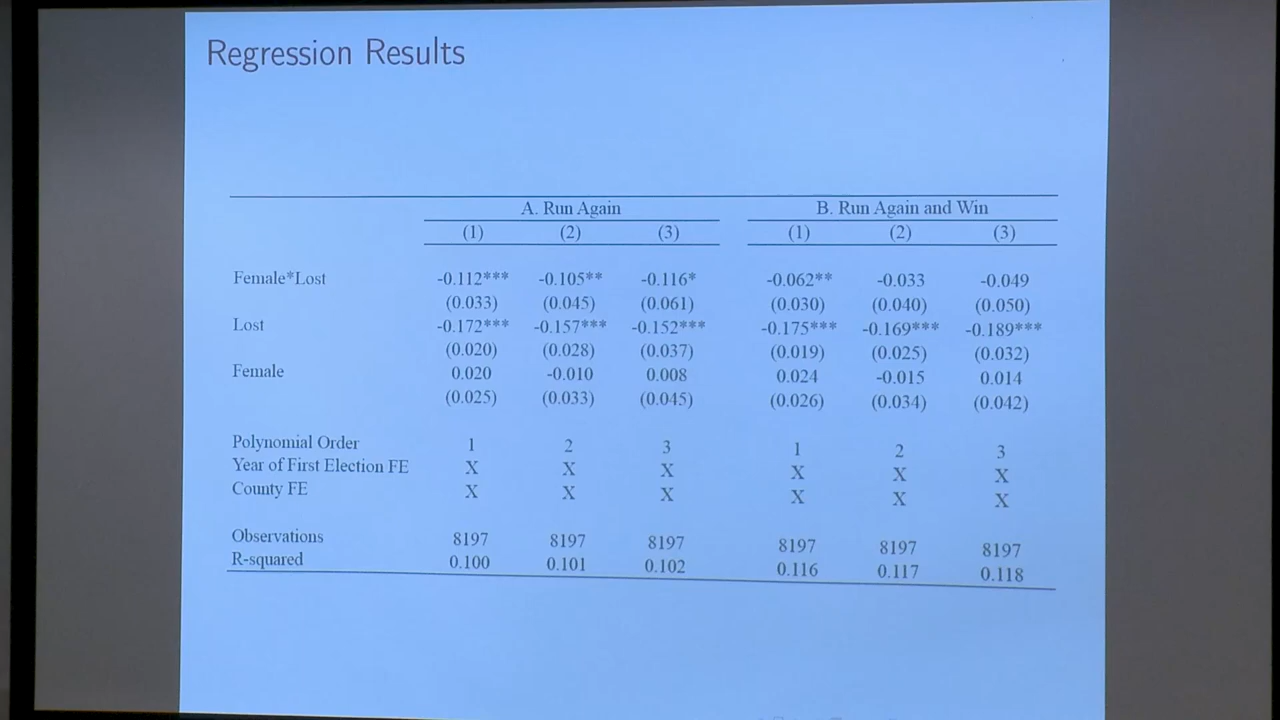 Regression Results
A. Run Again B. Run Again and Win
(1) (2) (3) (1) (2) (3)
Female*Lost -0.112*** -0.105** -0.116* -0.062** -0.033 -0.049
(0.033) (0.045) (0.061) (0.030) (0.040) (0.050)
Lost -0.172*** -0.157*** -0.152*** -0.175*** -0.169*** -0.189***
(0.020) (0.028) (0.037) (0.019) (0.025) (0.032)
Female 0.020 -0.010 0.008 0.024 -0.015 0.014
(0.025) (0.033) (0.045) (0.026) (0.034) (0.042)
Polynomial Order 1 2 3 1 2 3
Year of First Election FE X X X X X X
County FE X X X X X X
Observations 8197 8197 8197 8197 8197 8197
R-squared 0.100 0.101 0.102 0.116 0.117 0.118